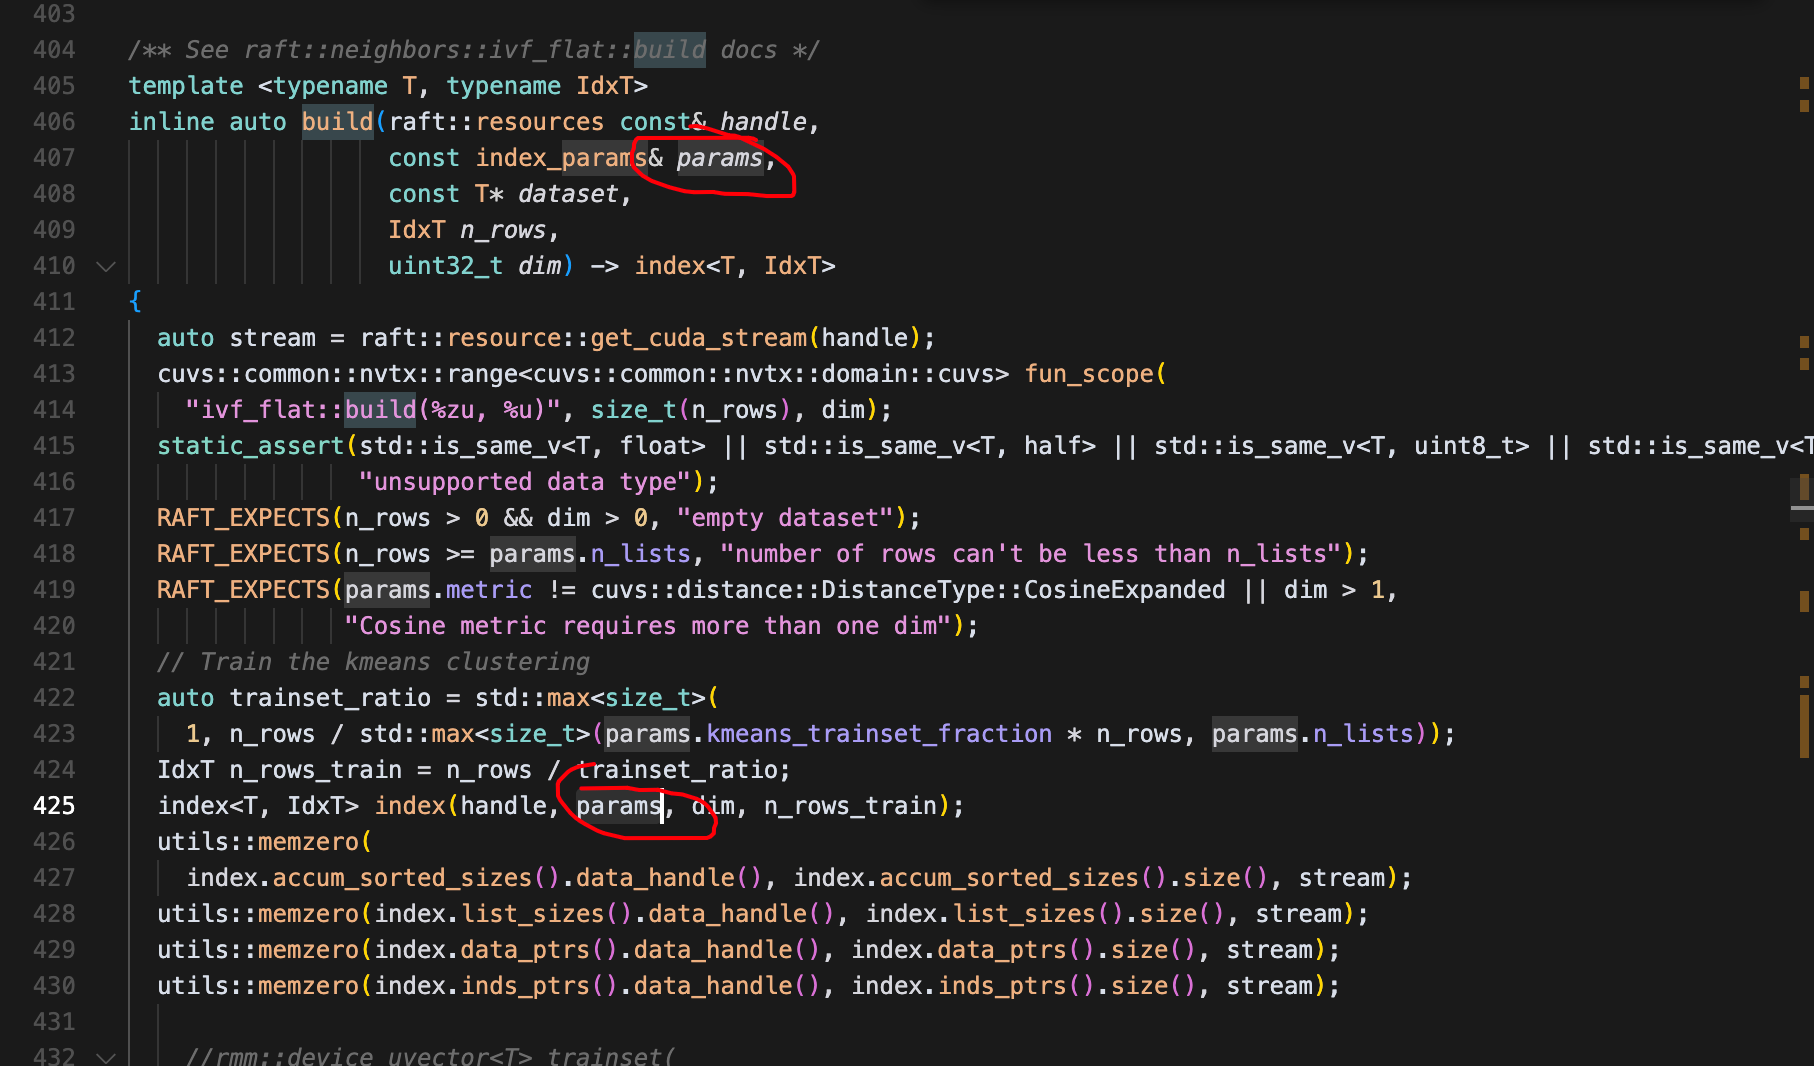 403
404 /** See raft::neighbors::ivf_flat::build docs */
405 template <typename T, typename IdxT>
406 inline auto build(raft::resources const& handle,
407 const index_params& params,
408 const T* dataset,
409 IdxT n_rows,
410 uint32_t dim) -> index<T, IdxT>
411 {
412 auto stream = raft::resource::get_cuda_stream(handle);
413 cuvs::common::nvtx::range<cuvs::common::nvtx::domain::cuvs> fun_scope(
414 "ivf_flat::build(%zu, %u)", size_t(n_rows), dim);
415 static_assert(std::is_same_v<T, float> || std::is_same_v<T, half> || std::is_same_v<T, uint8_t> || std::is_same_v<T
416 "unsupported data type");
417 RAFT_EXPECTS(n_rows > 0 && dim > 0, "empty dataset");
418 RAFT_EXPECTS(n_rows >= params.n_lists, "number of rows can't be less than n_lists");
419 RAFT_EXPECTS(params.metric != cuvs::distance::DistanceType::CosineExpanded || dim > 1,
420 "Cosine metric requires more than one dim");
421 // Train the kmeans clustering
422 auto trainset_ratio = std::max<size_t>(
423 1, n_rows / std::max<size_t>(params.kmeans_trainset_fraction * n_rows, params.n_lists));
424 IdxT n_rows_train = n_rows / trainset_ratio;
425 index<T, IdxT> index(handle, params, dim, n_rows_train);
426 utils::memzero(
427 index.accum_sorted_sizes().data_handle(), index.accum_sorted_sizes().size(), stream);
428 utils::memzero(index.list_sizes().data_handle(), index.list_sizes().size(), stream);
429 utils::memzero(index.data_ptrs().data_handle(), index.data_ptrs().size(), stream);
430 utils::memzero(index.inds_ptrs().data_handle(), index.inds_ptrs().size(), stream);
431
432 //rmm::device_uvector<T> trainset(